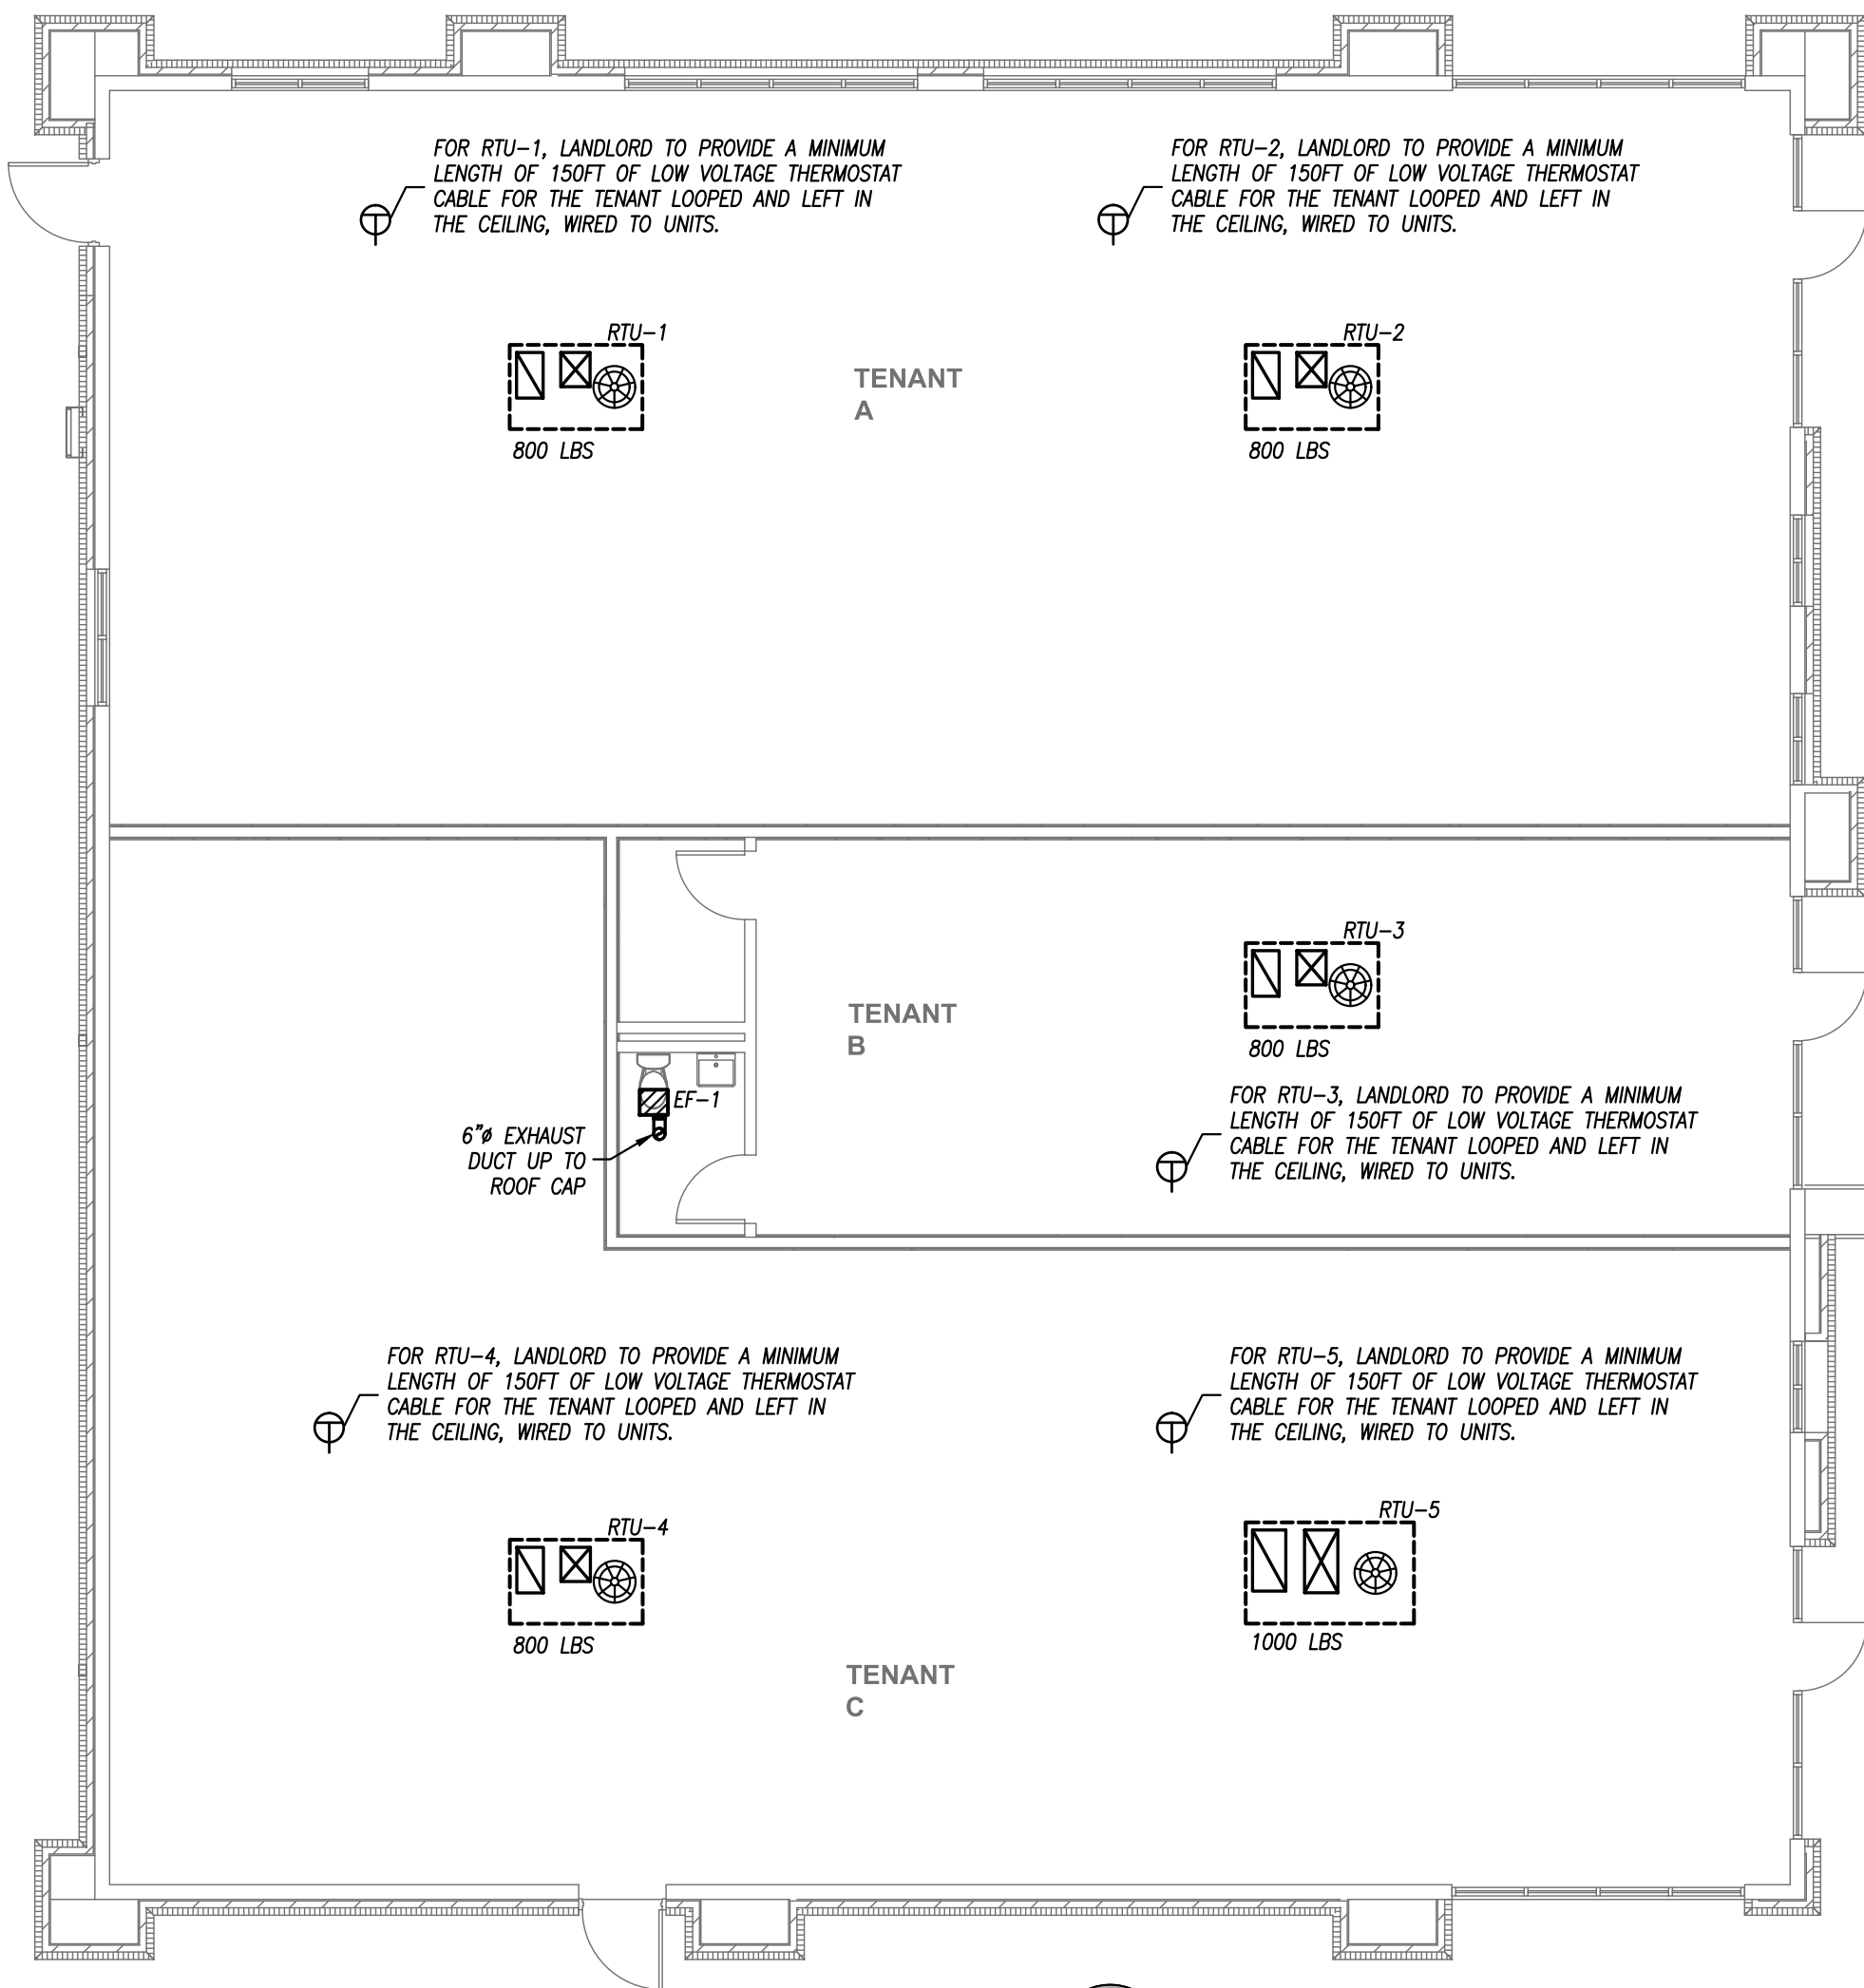 FOR RTU-1, LANDLORD TO PROVIDE A MINIMUM
LENGTH OF 150FT OF LOW VOLTAGE THERMOSTAT
CABLE FOR THE TENANT LOOPED AND LEFT IN
THE CEILING, WIRED TO UNITS.
FOR RTU-2, LANDLORD TO PROVIDE A MINIMUM
LENGTH OF 150FT OF LOW VOLTAGE THERMOSTAT
CABLE FOR THE TENANT LOOPED AND LEFT IN
THE CEILING, WIRED TO UNITS.
RTU-1
800 LBS
TENANT
A
RTU-2
800 LBS
RTU-3
800 LBS
TENANT
B
EF-1
6"ø EXHAUST
DUCT UP TO
ROOF CAP
FOR RTU-3, LANDLORD TO PROVIDE A MINIMUM
LENGTH OF 150FT OF LOW VOLTAGE THERMOSTAT
CABLE FOR THE TENANT LOOPED AND LEFT IN
THE CEILING, WIRED TO UNITS.
FOR RTU-4, LANDLORD TO PROVIDE A MINIMUM
LENGTH OF 150FT OF LOW VOLTAGE THERMOSTAT
CABLE FOR THE TENANT LOOPED AND LEFT IN
THE CEILING, WIRED TO UNITS.
FOR RTU-5, LANDLORD TO PROVIDE A MINIMUM
LENGTH OF 150FT OF LOW VOLTAGE THERMOSTAT
CABLE FOR THE TENANT LOOPED AND LEFT IN
THE CEILING, WIRED TO UNITS.
RTU-4
800 LBS
RTU-5
1000 LBS
TENANT
C